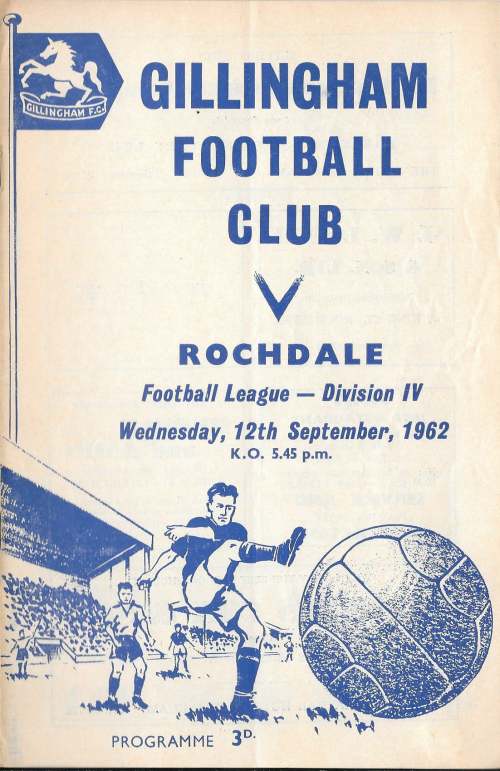 GILLINGHAM F.C.
GILLINGHAM
FOOTBALL
CLUB
V
ROCHDALE
Football League — Division IV
Wednesday, 12th September, 1962
K.O. 5.45 p.m.
PROGRAMME 3D.